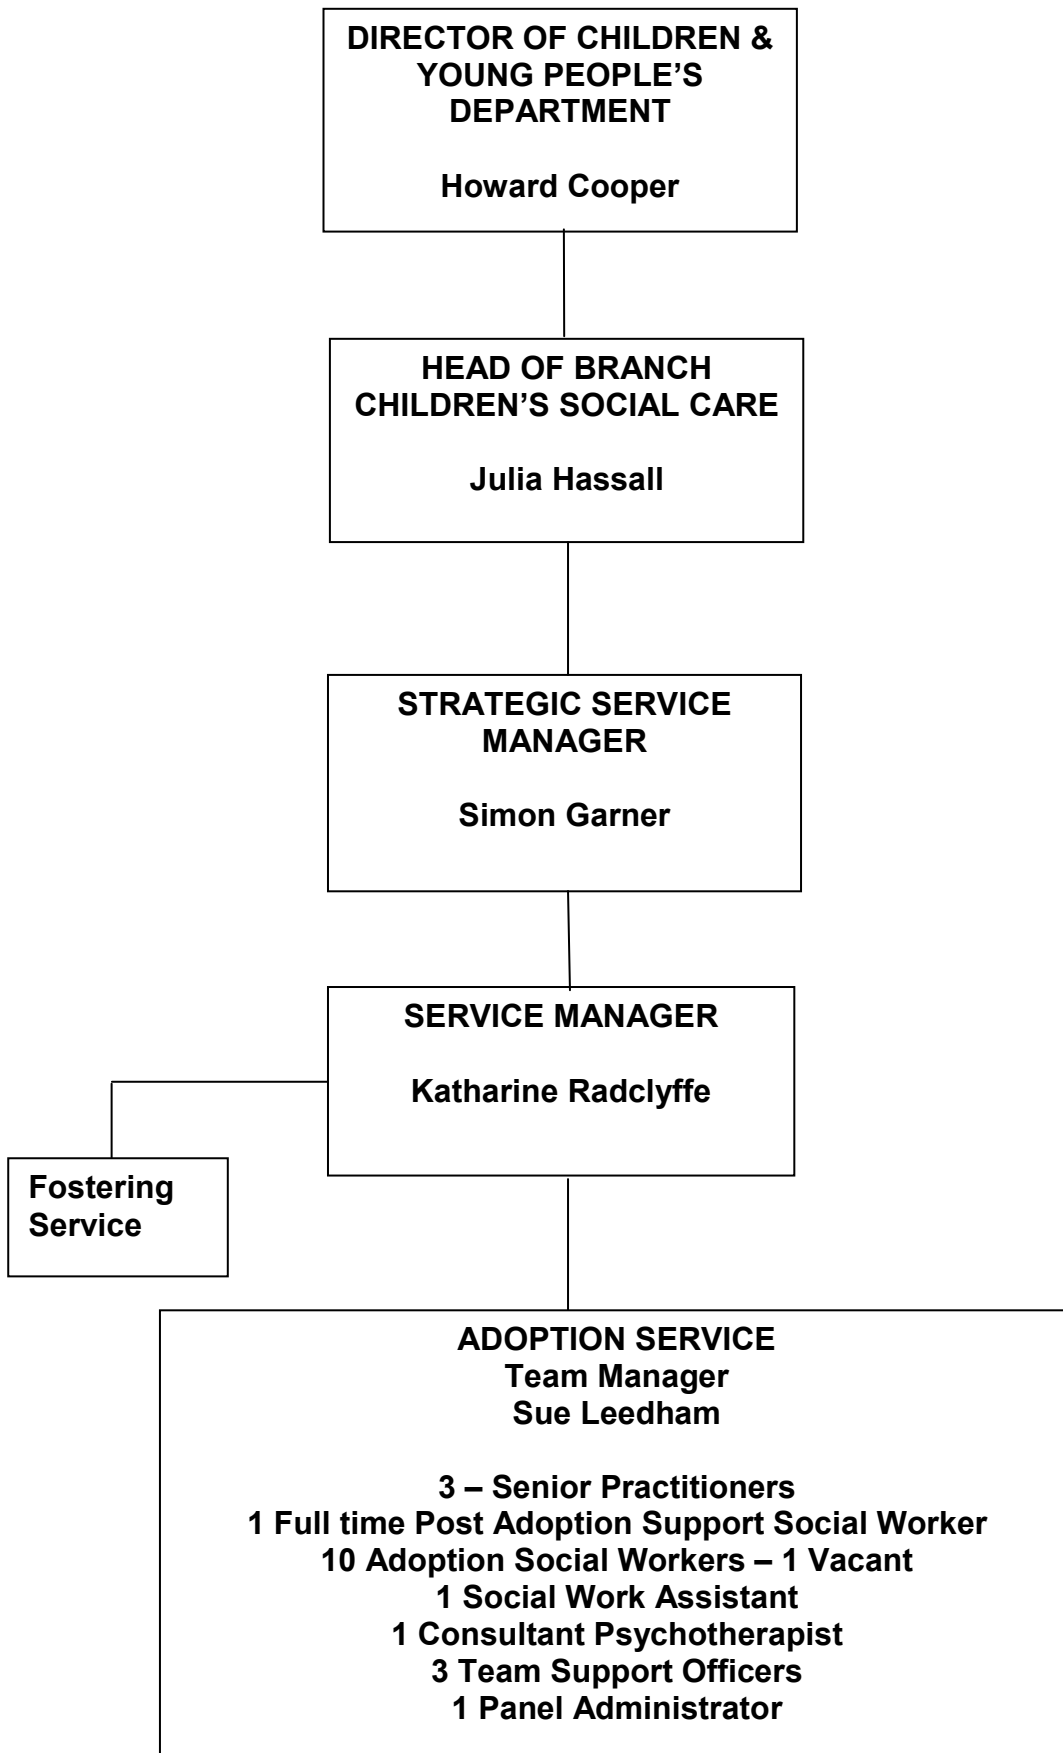 DIRECTOR OF CHILDREN &
YOUNG PEOPLE’S
DEPARTMENT
Howard Cooper
HEAD OF BRANCH
CHILDREN’S SOCIAL CARE
Julia Hassall
STRATEGIC SERVICE
MANAGER
Simon Garner
SERVICE MANAGER
Katharine Radclyffe
Fostering
Service
ADOPTION SERVICE
Team Manager
Sue Leedham
3 – Senior Practitioners
1 Full time Post Adoption Support Social Worker
10 Adoption Social Workers – 1 Vacant
1 Social Work Assistant
1 Consultant Psychotherapist
3 Team Support Officers
1 Panel Administrator